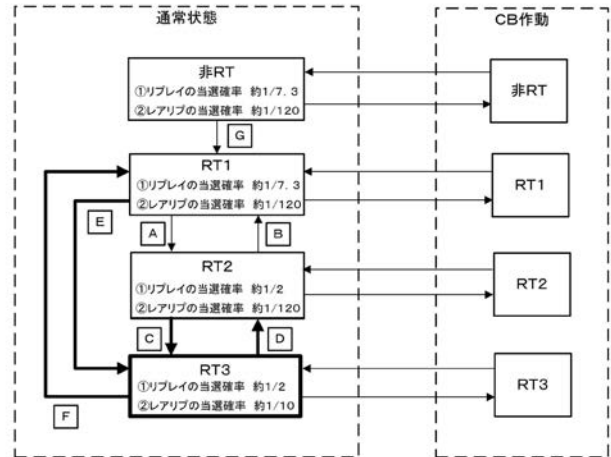 通常状態
CB作動
非RT
①リプレイの当選確率 約1/7.3
②レアリプの当選確率 約1/120
非RT
G
RT1
①リプレイの当選確率 約1/7.3
②レアリプの当選確率 約1/120
RT1
E
A
B
RT2
①リプレイの当選確率 約1/2
②レアリプの当選確率 約1/120
RT2
C
D
RT3
①リプレイの当選確率 約1/2
②レアリプの当選確率 約1/10
RT3
F